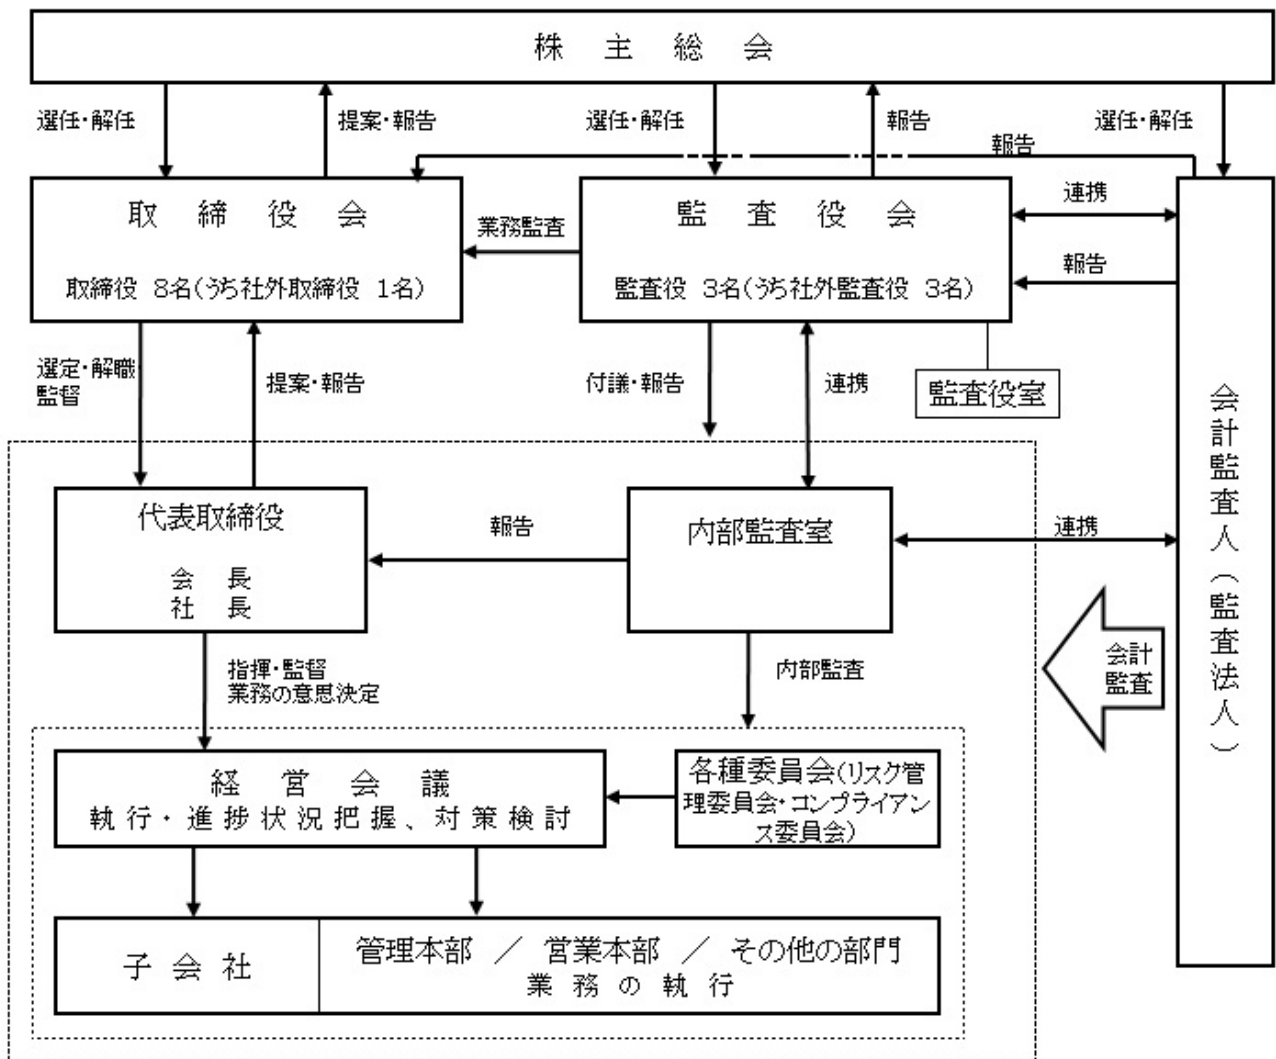 株 主 総 会
選任・解任
提案・報告
選任・解任
報告
選任・解任
報告
取 締 役 会
取締役 8名(うち社外取締役 1名)
業務監査
監 査 役 会
監査役 3名(うち社外監査役 3名)
連携
報告
選定・解職
監督
提案・報告
付議・報告
連携
監査役室
会計監査人(監査法人)
代表取締役
会 長
社 長
報告
内部監査室
連携
会計
監査
指揮・監督
業務の意思決定
内部監査
経 営 会 議
執行・進捗状況把握、対策検討
各種委員会(リスク管
理委員会・コンプライアン
ス委員会)
子 会 社
管理本部 / 営業本部 / その他の部門
業 務 の 執 行